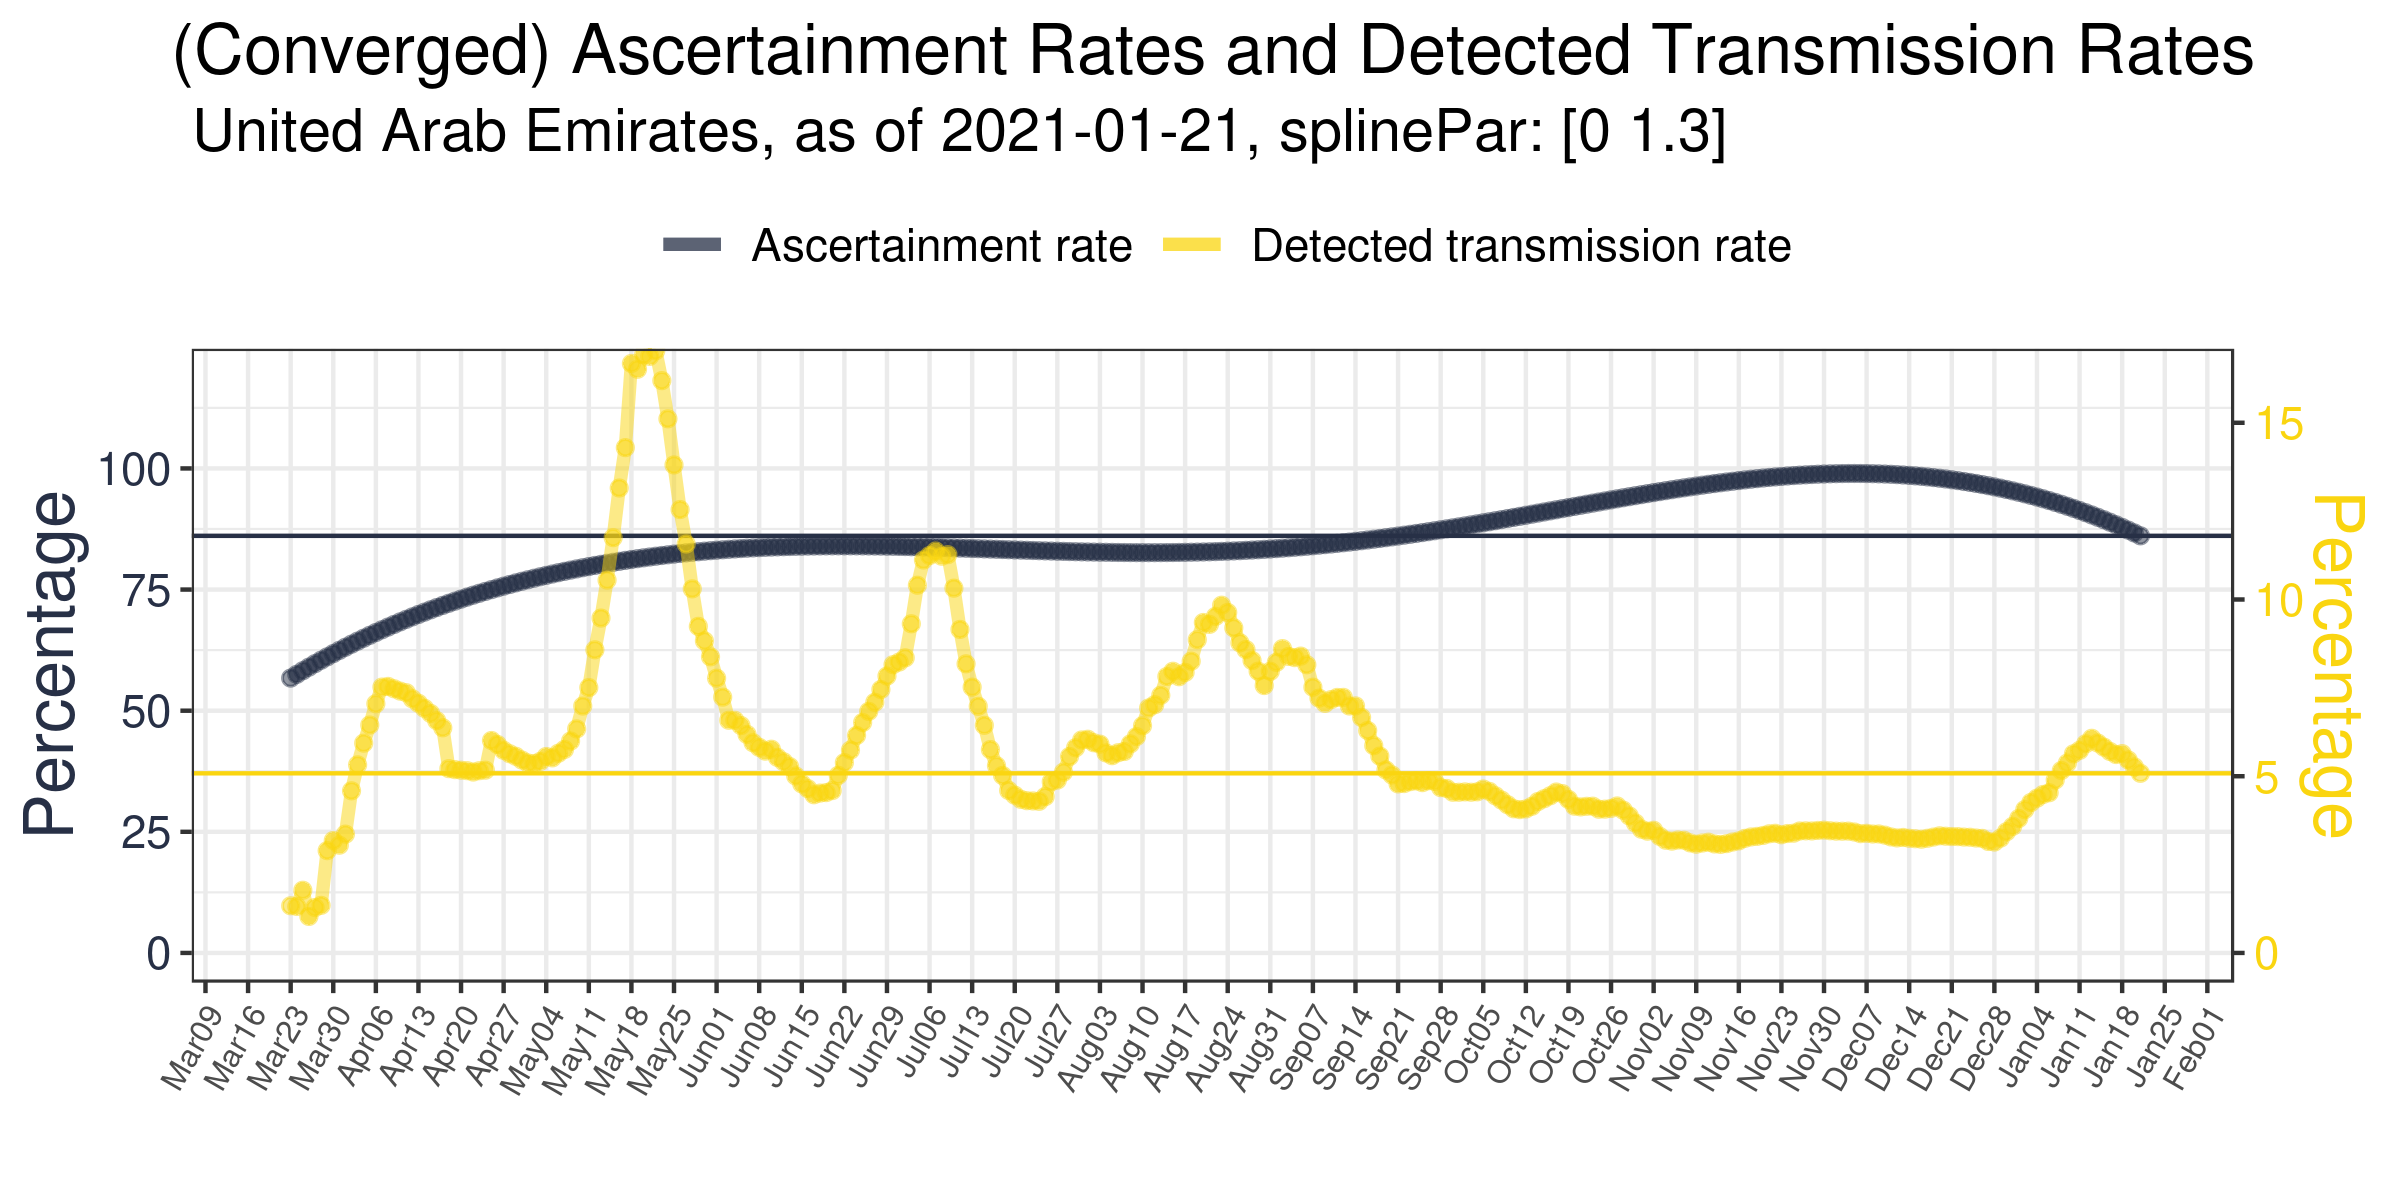 (Converged) Ascertainment Rates and Detected Transmission Rates
United Arab Emirates, as of 2021-01-21, splinePar: [0 1.3]
Ascertainment rate
Detected transmission rate
Percentage
100
75
50
25
0
15
10
5
0
Percentage
Mar09
Mar16
Mar23
Mar30
Apr06
Apr13
Apr20
Apr27
May04
May11
May18
May25
Jun01
Jun08
Jun15
Jun22
Jun29
Jul06
Jul13
Jul20
Jul27
Aug03
Aug10
Aug17
Aug24
Aug31
Sep07
Sep14
Sep21
Sep28
Oct05
Oct12
Oct19
Oct26
Nov02
Nov09
Nov16
Nov23
Nov30
Dec07
Dec14
Dec21
Dec28
Jan04
Jan11
Jan18
Jan25
Feb01